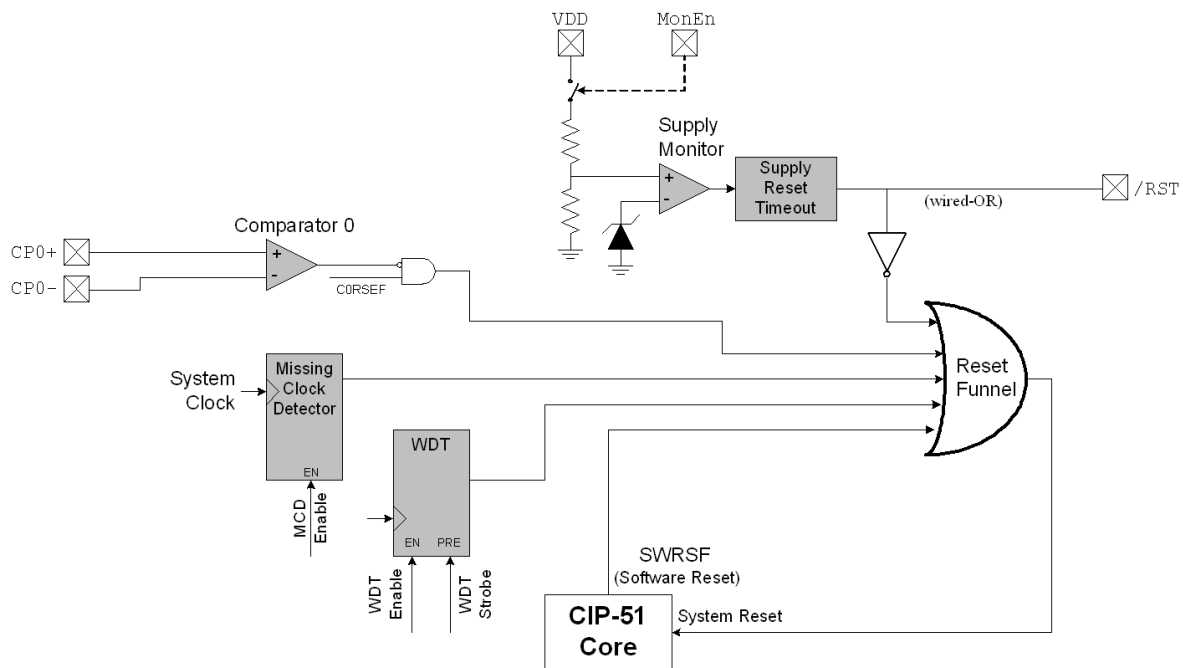 VDD
MonEn
Supply
Monitor
+
-
Supply
Reset
Timeout
(wired-OR)
/RST
Comparator 0
CP0+
CP0-
+
-
C0RSEF
Reset
Funnel
System
Clock
Missing
Clock
Detector
EN
MCD
Enable
WDT
EN PRE
WDT
Enable
WDT
Strobe
SWRSF
(Software Reset)
CIP-51
Core
System Reset